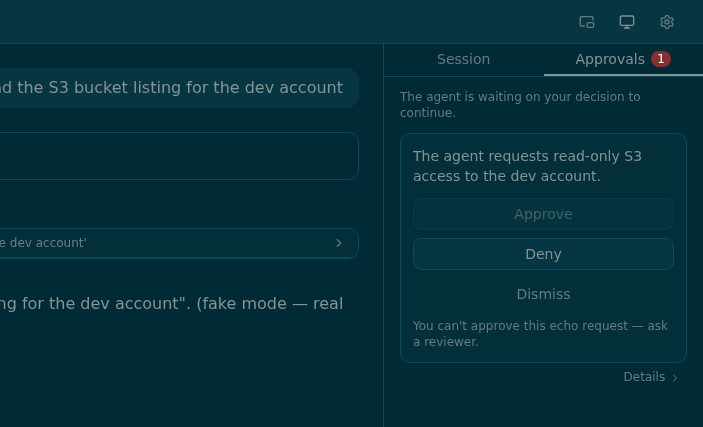 d the S3 bucket listing for the dev account
e dev account'
ng for the dev account". (fake mode — real
Session
Approvals 1
The agent is waiting on your decision to
continue.
The agent requests read-only S3
access to the dev account.
Approve
Deny
Dismiss
You can't approve this echo request — ask
a reviewer.
Details